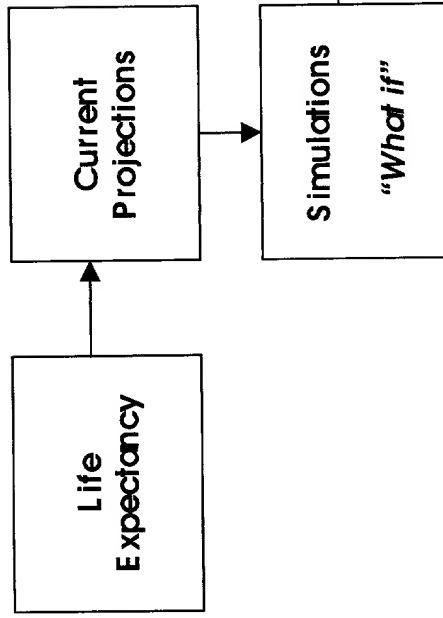 Life
Expectancy
Current
Projections
Simulations
"What if"